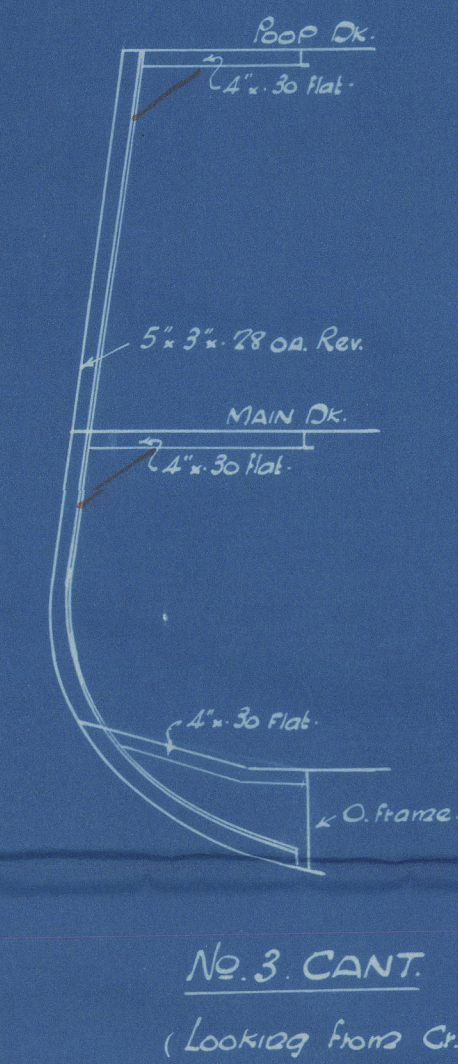 POOP DK.
4"x .30 flat.
5"x 3"x .28 OA. Rev.
MAIN DK.
4"x .30 flat.
4"x .30 flat.
O. frame.
No. 3. CANT.
( Looking from Cr.